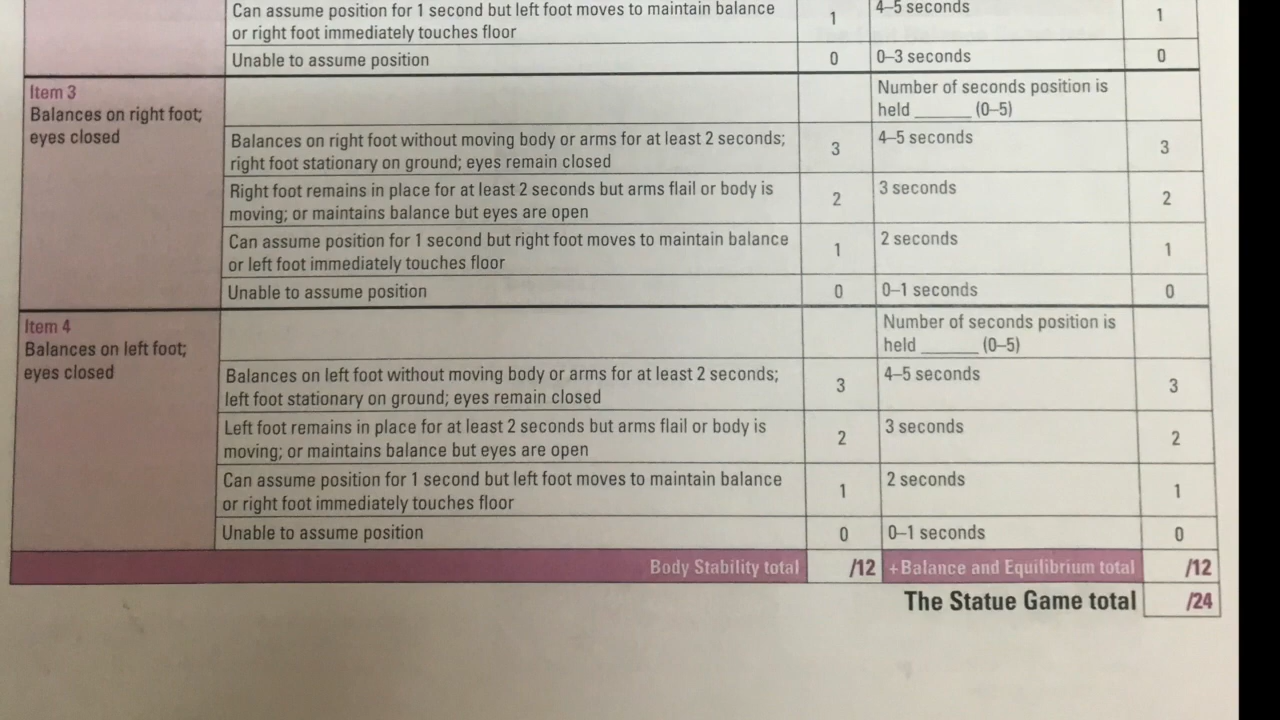 Can assume position for 1 second but left foot moves to maintain balance
or right foot immediately touches floor
1
4–5 seconds
1
Unable to assume position
0
0–3 seconds
0
Item 3
Balances on right foot;
eyes closed
Number of seconds position is
held ______ (0–5)
Balances on right foot without moving body or arms for at least 2 seconds;
right foot stationary on ground; eyes remain closed
3
4–5 seconds
3
Right foot remains in place for at least 2 seconds but arms flail or body is
moving; or maintains balance but eyes are open
2
3 seconds
2
Can assume position for 1 second but right foot moves to maintain balance
or left foot immediately touches floor
1
2 seconds
1
Unable to assume position
0
0–1 seconds
0
Item 4
Balances on left foot;
eyes closed
Number of seconds position is
held ______ (0–5)
Balances on left foot without moving body or arms for at least 2 seconds;
left foot stationary on ground; eyes remain closed
3
4–5 seconds
3
Left foot remains in place for at least 2 seconds but arms flail or body is
moving; or maintains balance but eyes are open
2
3 seconds
2
Can assume position for 1 second but left foot moves to maintain balance
or right foot immediately touches floor
1
2 seconds
1
Unable to assume position
0
0–1 seconds
0
Body Stability total /12 +Balance and Equilibrium total /12
The Statue Game total /24